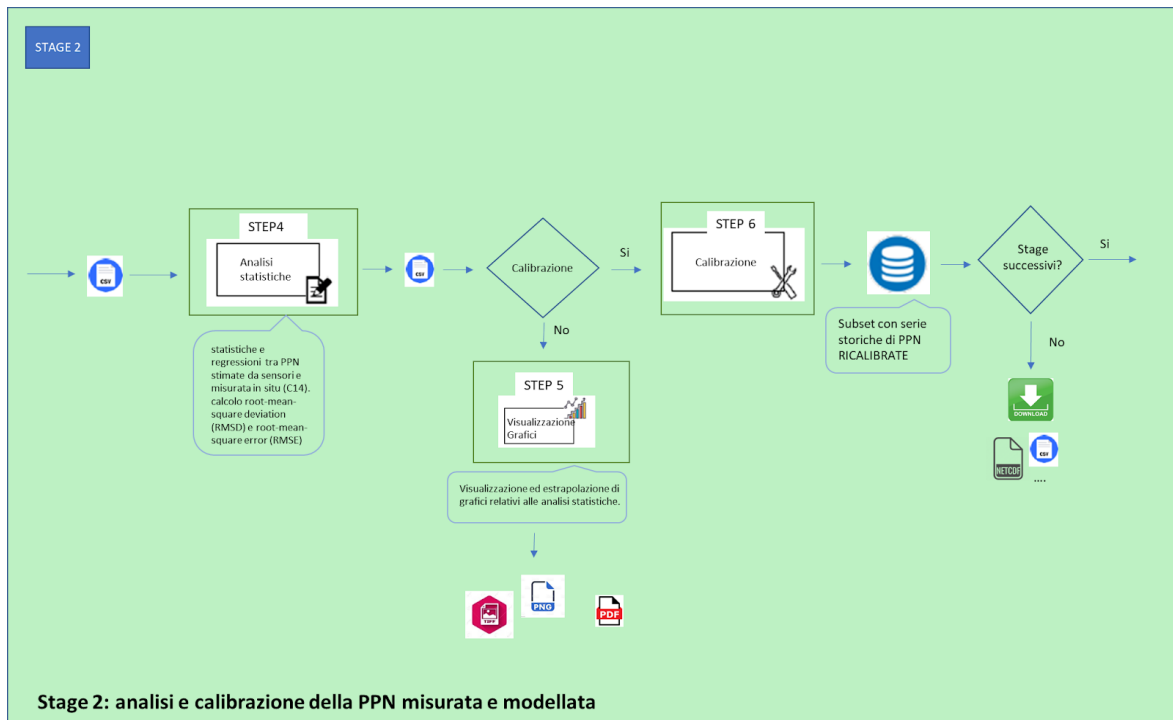 STAGE 2
CSV
STEP4
Analisi
statistiche
statistiche e
regressioni tra PPN
stimate da sensori e
misurata in situ (C14).
calcolo root-mean-
square deviation
(RMSD) e root-mean-
square error (RMSE)
CSV
Calibrazione
Si
No
STEP 5
Visualizzazione
Grafici
Visualizzazione ed estrapolazione di
grafici relativi alle analisi statistiche.
TIFF
PNG
PDF
STEP 6
Calibrazione
Subset con serie
storiche di PPN
RICALIBRATE
Stage
successivi?
Si
No
DOWNLOAD
NETCDF
CSV
....
Stage 2: analisi e calibrazione della PPN misurata e modellata